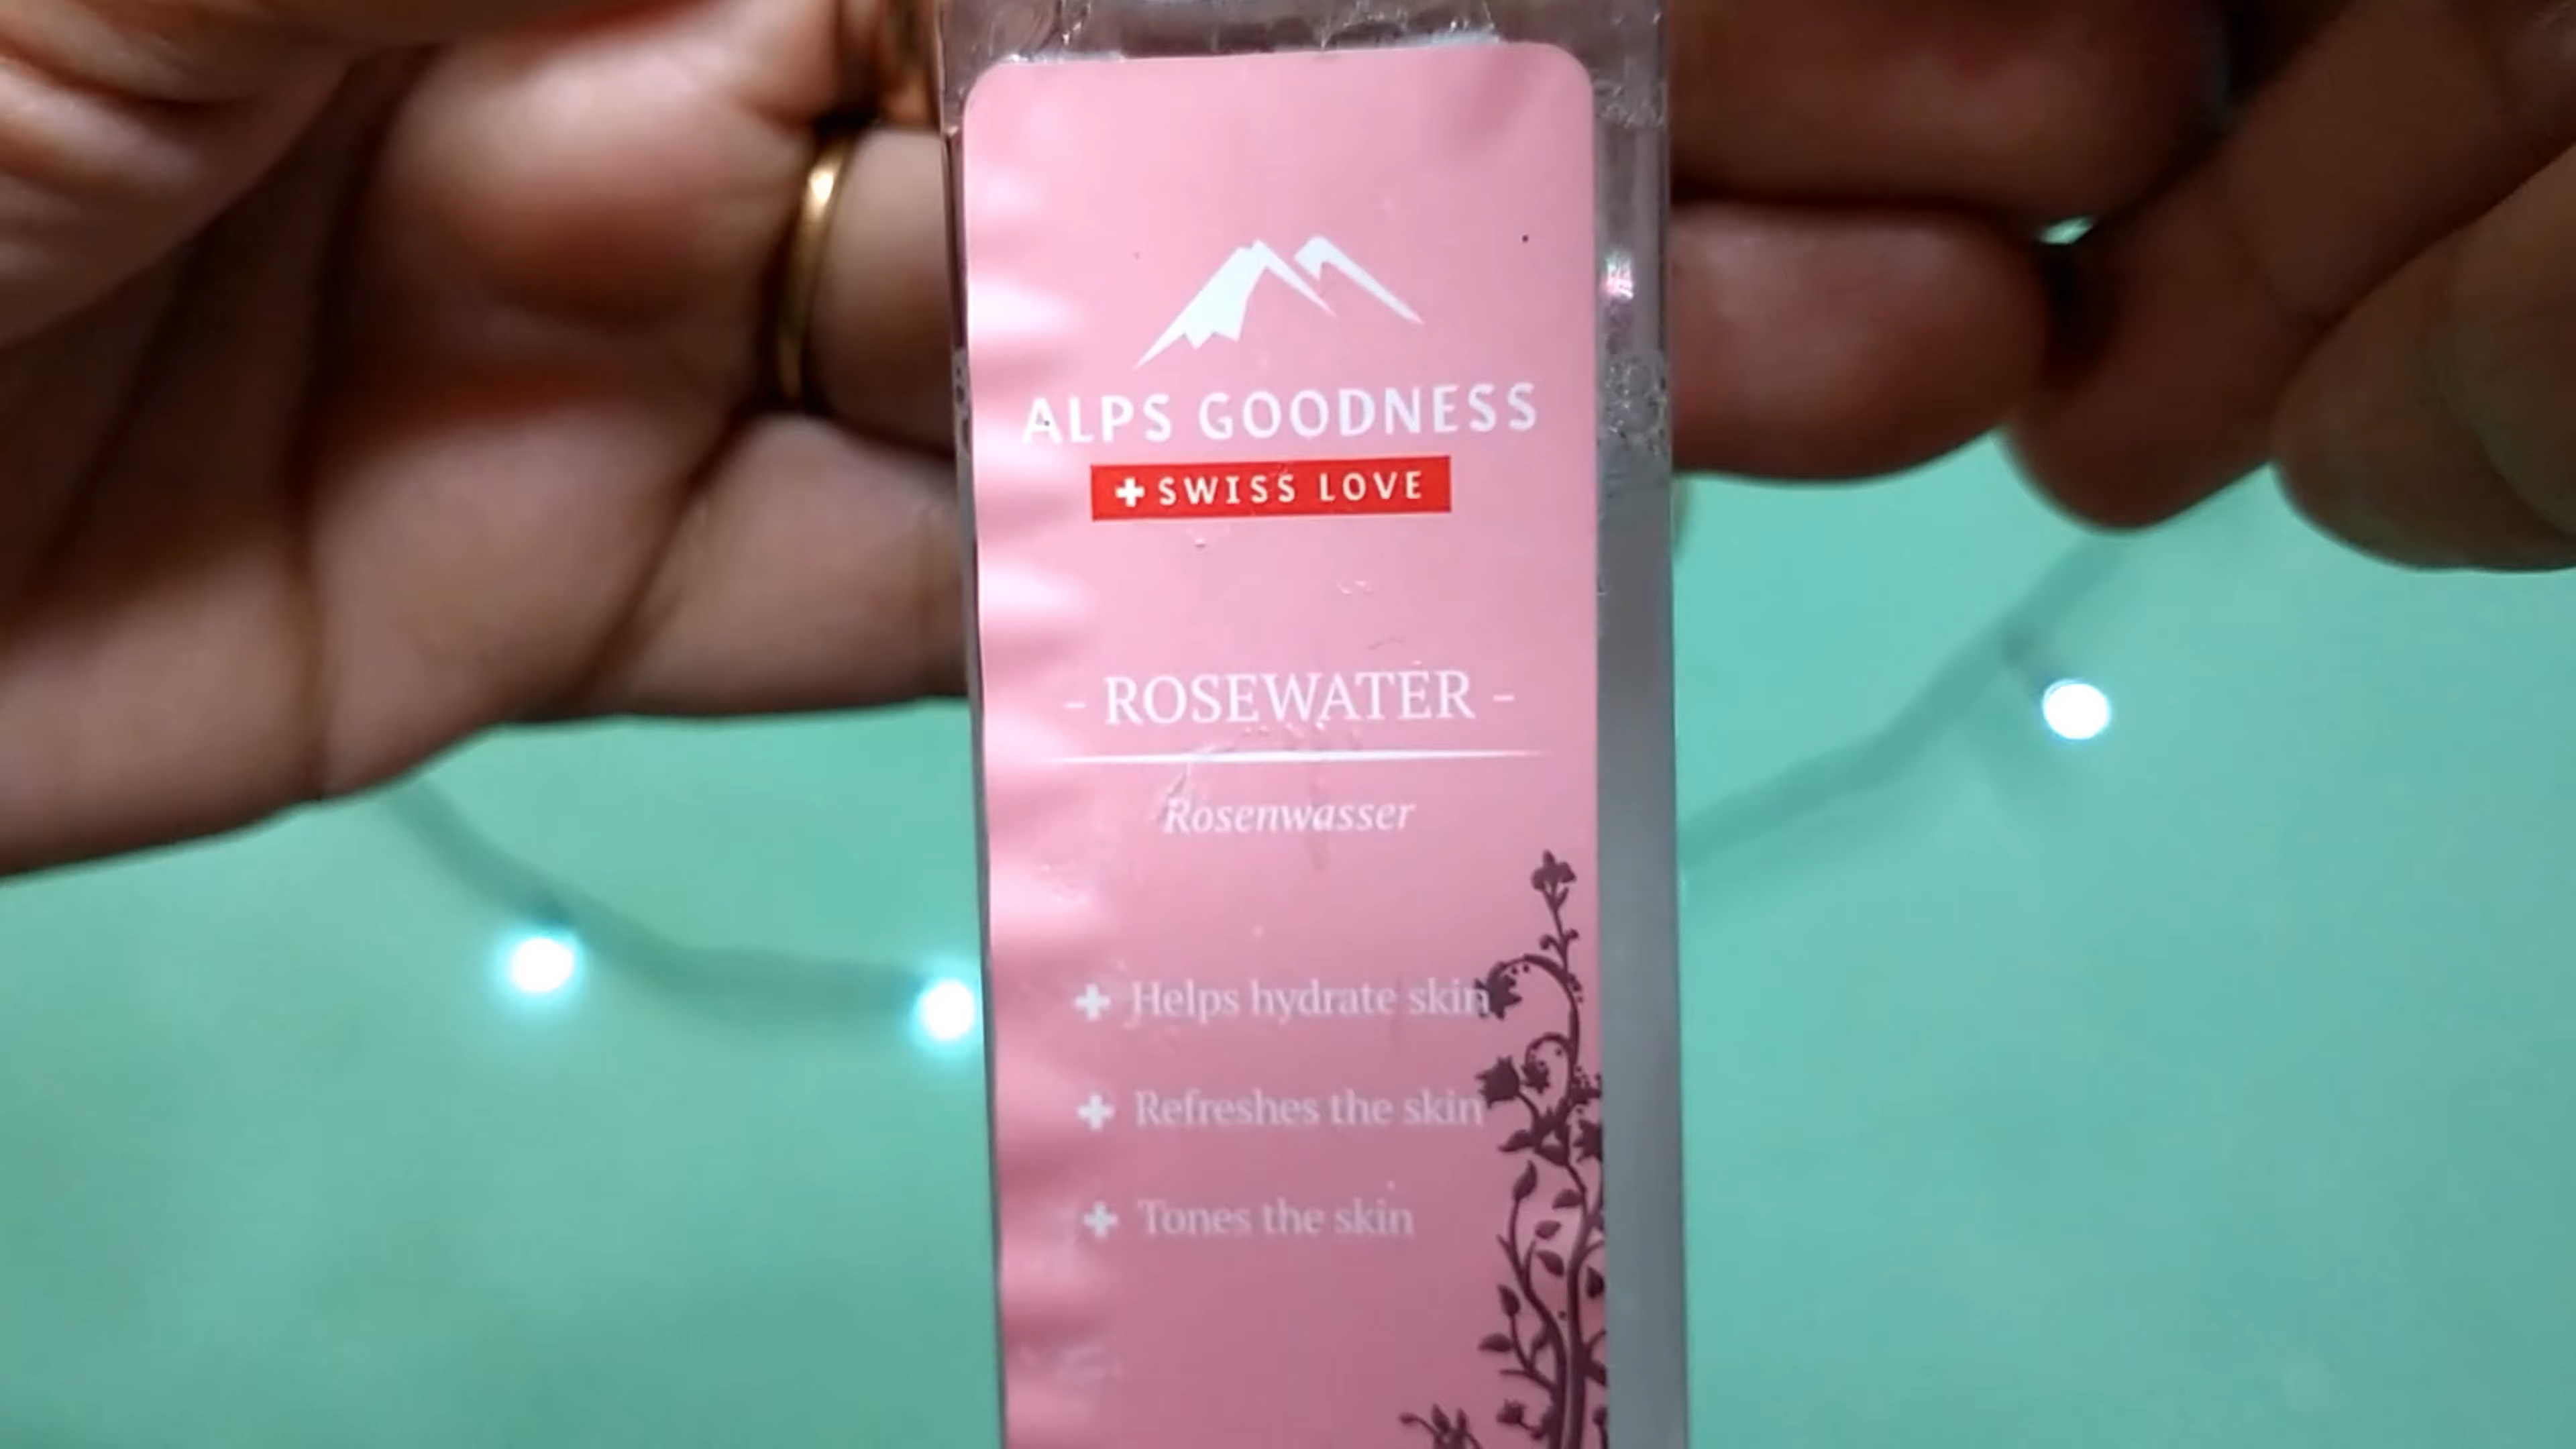 ALPS GOODNESS
+ SWISS LOVE
- ROSEWATER -
Rosenwasser
+ Helps hydrate skin
+ Refreshes the skin
+ Tones the skin